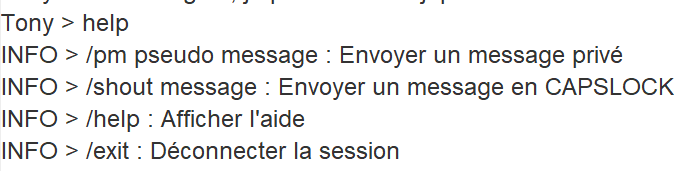 Tony > help
INFO > /pm pseudo message : Envoyer un message privé
INFO > /shout message : Envoyer un message en CAPSLOCK
INFO > /help : Afficher l'aide
INFO > /exit : Déconnecter la session